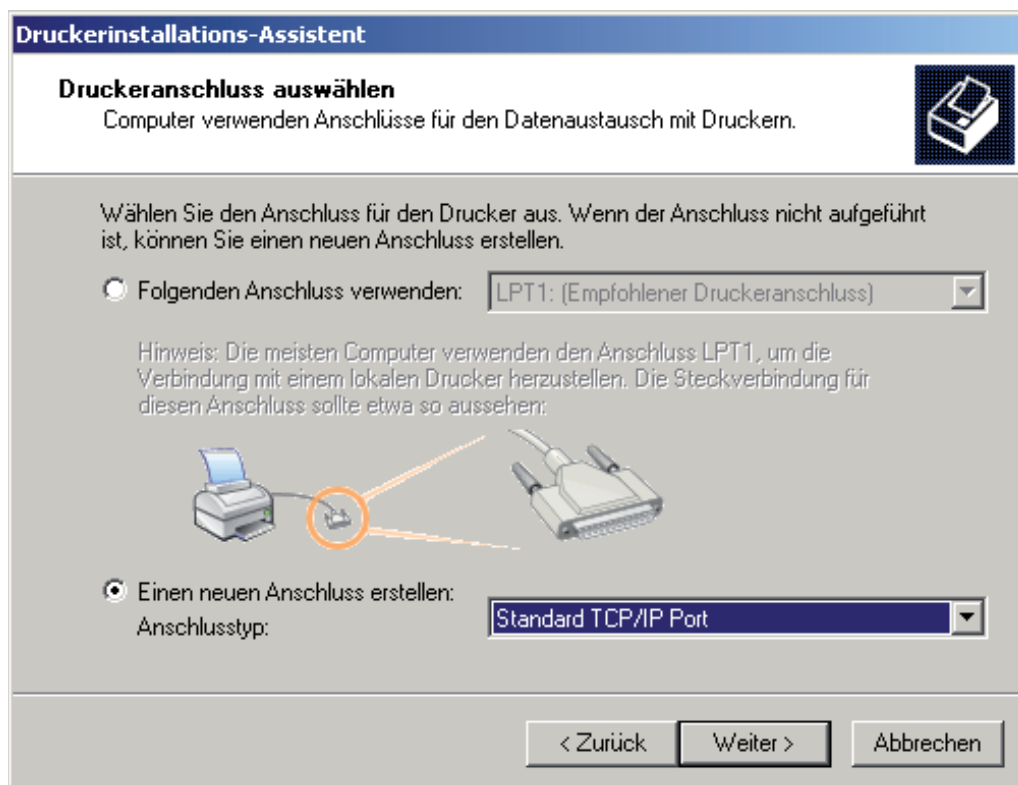 Druckerinstallations-Assistent
Druckeranschluss auswählen
Computer verwenden Anschlüsse für den Datenaustausch mit Druckern.
Wählen Sie den Anschluss für den Drucker aus. Wenn der Anschluss nicht aufgeführt
ist, können Sie einen neuen Anschluss erstellen.
Folgenden Anschluss verwenden: LPT1: (Empfohlener Druckeranschluss)
Hinweis: Die meisten Computer verwenden den Anschluss LPT1, um die
Verbindung mit einem lokalen Drucker herzustellen. Die Steckverbindung für
diesen Anschluss sollte etwa so aussehen:
Einen neuen Anschluss erstellen:
Anschlusstyp: Standard TCP/IP Port
< Zurück Weiter > Abbrechen